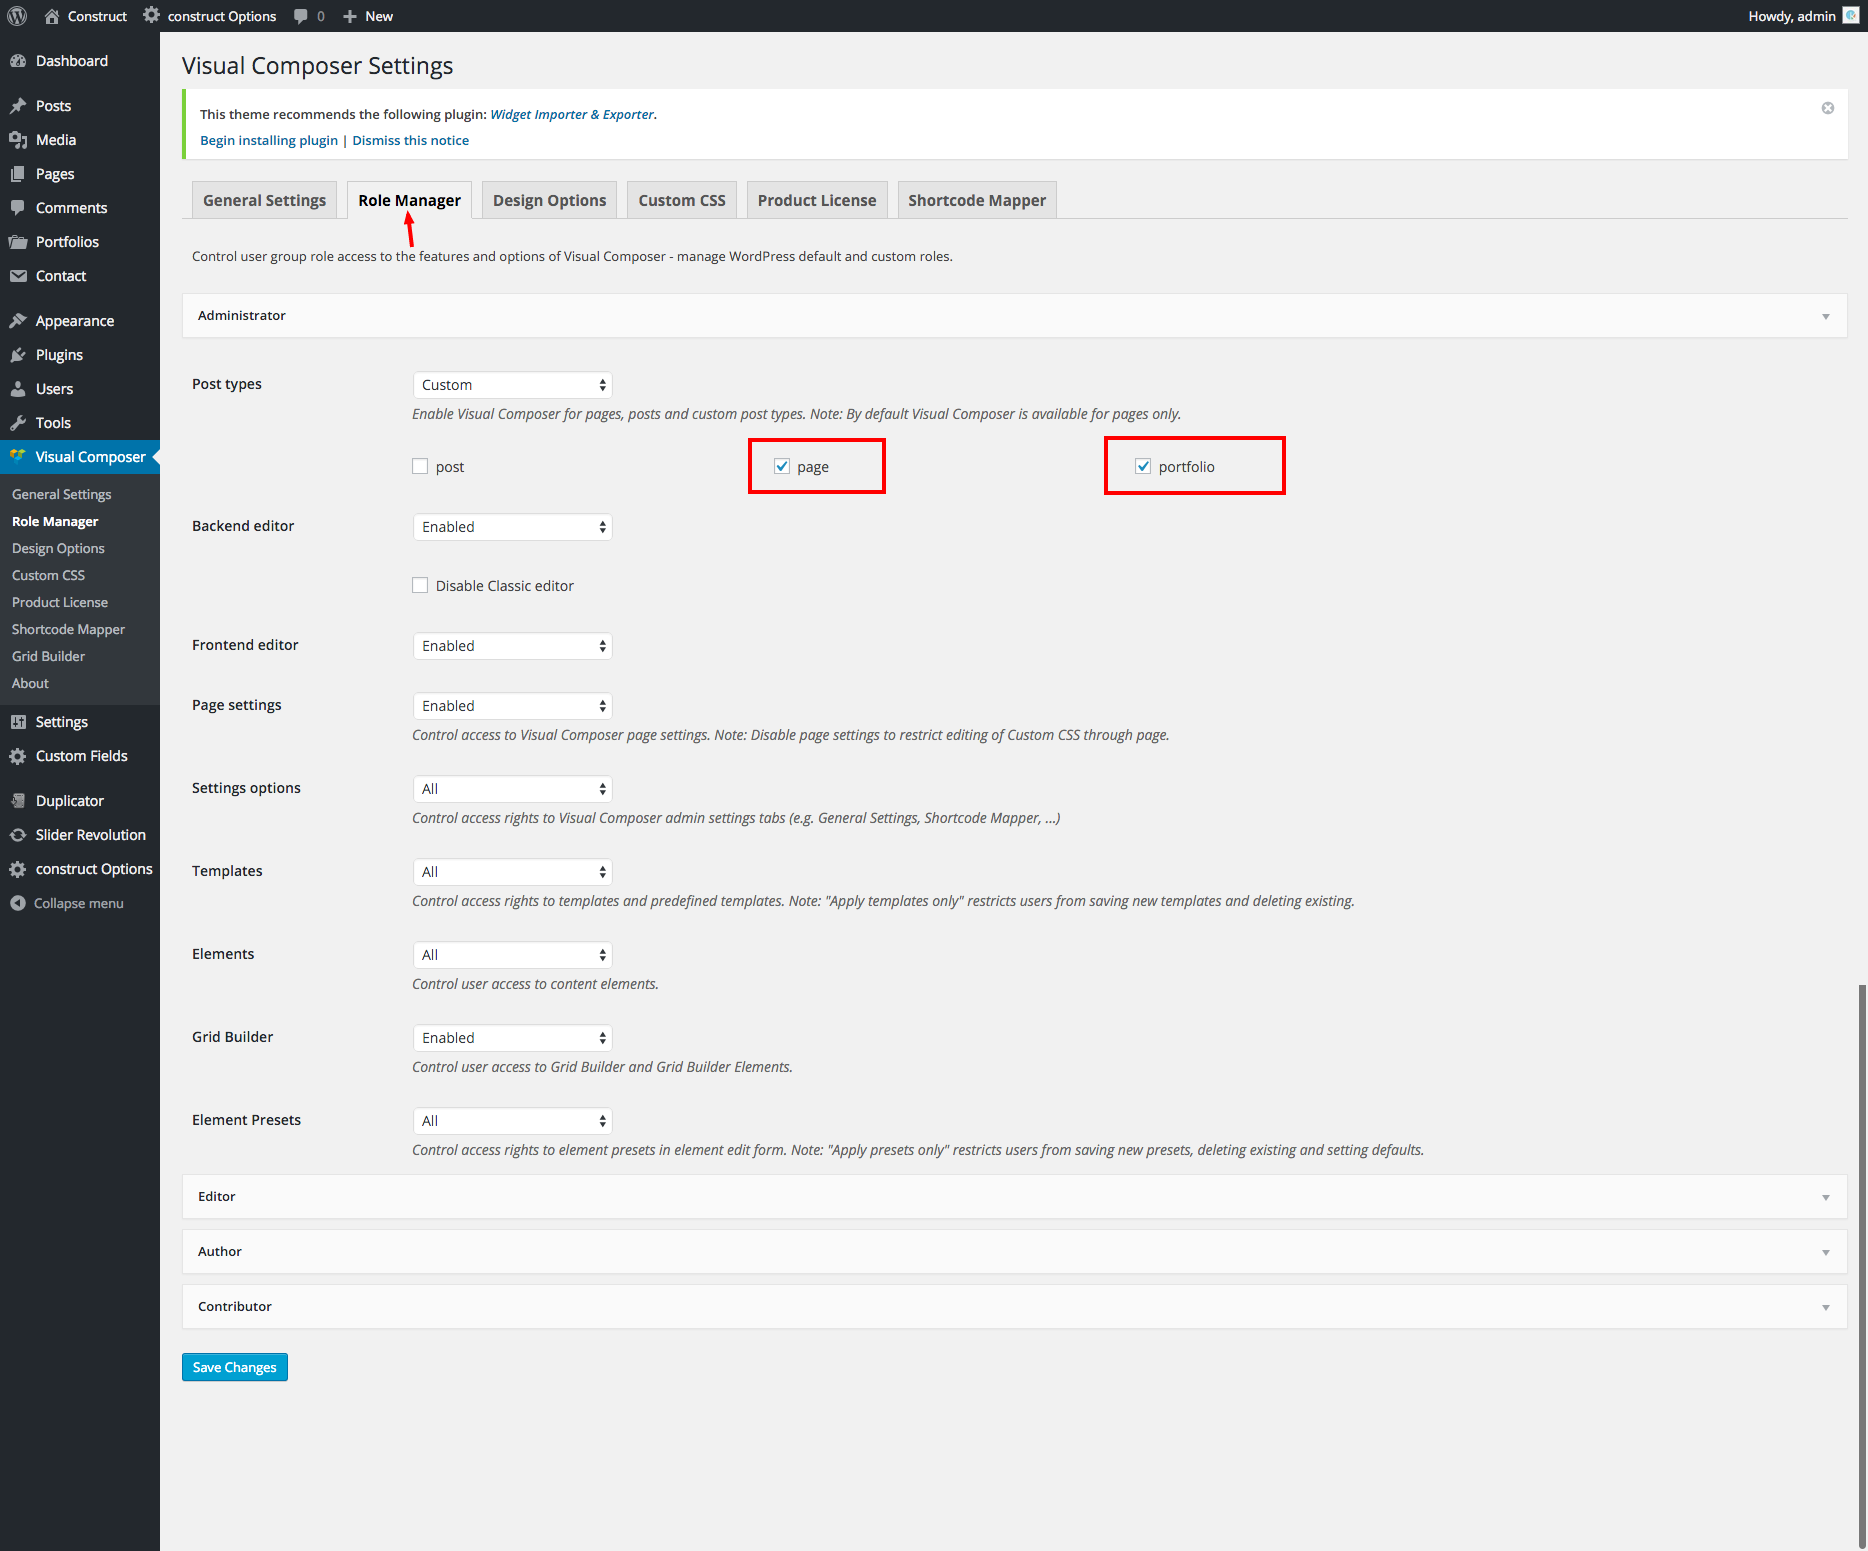 Construct construct Options 0 New Howdy, admin
Dashboard
Posts
Media
Pages
Comments
Portfolios
Contact
Appearance
Plugins
Users
Tools
Visual Composer
General Settings
Role Manager
Design Options
Custom CSS
Product License
Shortcode Mapper
Grid Builder
About
Settings
Custom Fields
Duplicator
Slider Revolution
construct Options
Collapse menu
Visual Composer Settings
This theme recommends the following plugin: Widget Importer & Exporter.
Begin installing plugin | Dismiss this notice
General Settings Role Manager Design Options Custom CSS Product License Shortcode Mapper
Control user group role access to the features and options of Visual Composer - manage WordPress default and custom roles.
Administrator
Post types Custom
Enable Visual Composer for pages, posts and custom post types. Note: By default Visual Composer is available for pages only.
post page portfolio
Backend editor Enabled
Disable Classic editor
Frontend editor Enabled
Page settings Enabled
Control access to Visual Composer page settings. Note: Disable page settings to restrict editing of Custom CSS through page.
Settings options All
Control access rights to Visual Composer admin settings tabs (e.g. General Settings, Shortcode Mapper, ...)
Templates All
Control access rights to templates and predefined templates. Note: "Apply templates only" restricts users from saving new templates and deleting existing.
Elements All
Control user access to content elements.
Grid Builder Enabled
Control user access to Grid Builder and Grid Builder Elements.
Element Presets All
Control access rights to element presets in element edit form. Note: "Apply presets only" restricts users from saving new presets, deleting existing and setting defaults.
Editor
Author
Contributor
Save Changes